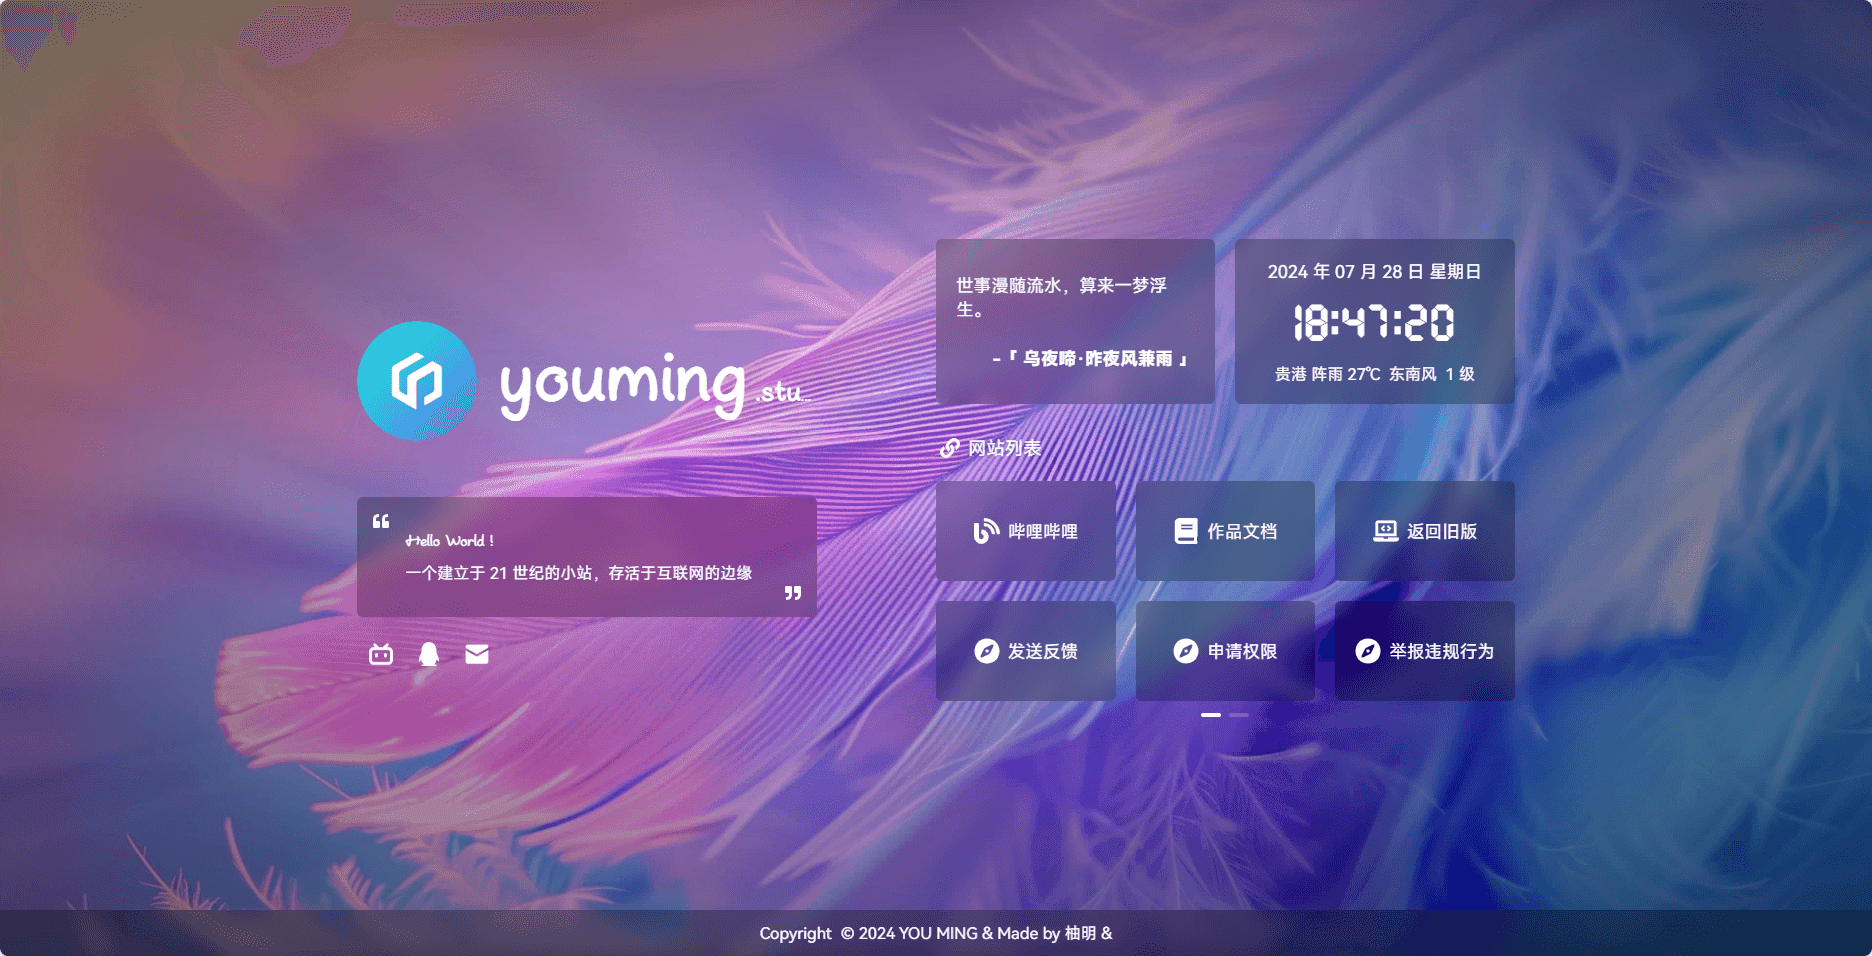 youming .stu...
Hello World !
一个建立于 21 世纪的小站，存活于互联网的边缘
世事漫随流水，算来一梦浮
生。
-「 乌夜啼·昨夜风兼雨 」
2024 年 07 月 28 日 星期日
18:47:20
贵港 阵雨 27℃ 东南风 1 级
网站列表
哔哩哔哩
作品文档
返回旧版
发送反馈
申请权限
举报违规行为
Copyright © 2024 YOU MING & Made by 柚明 &